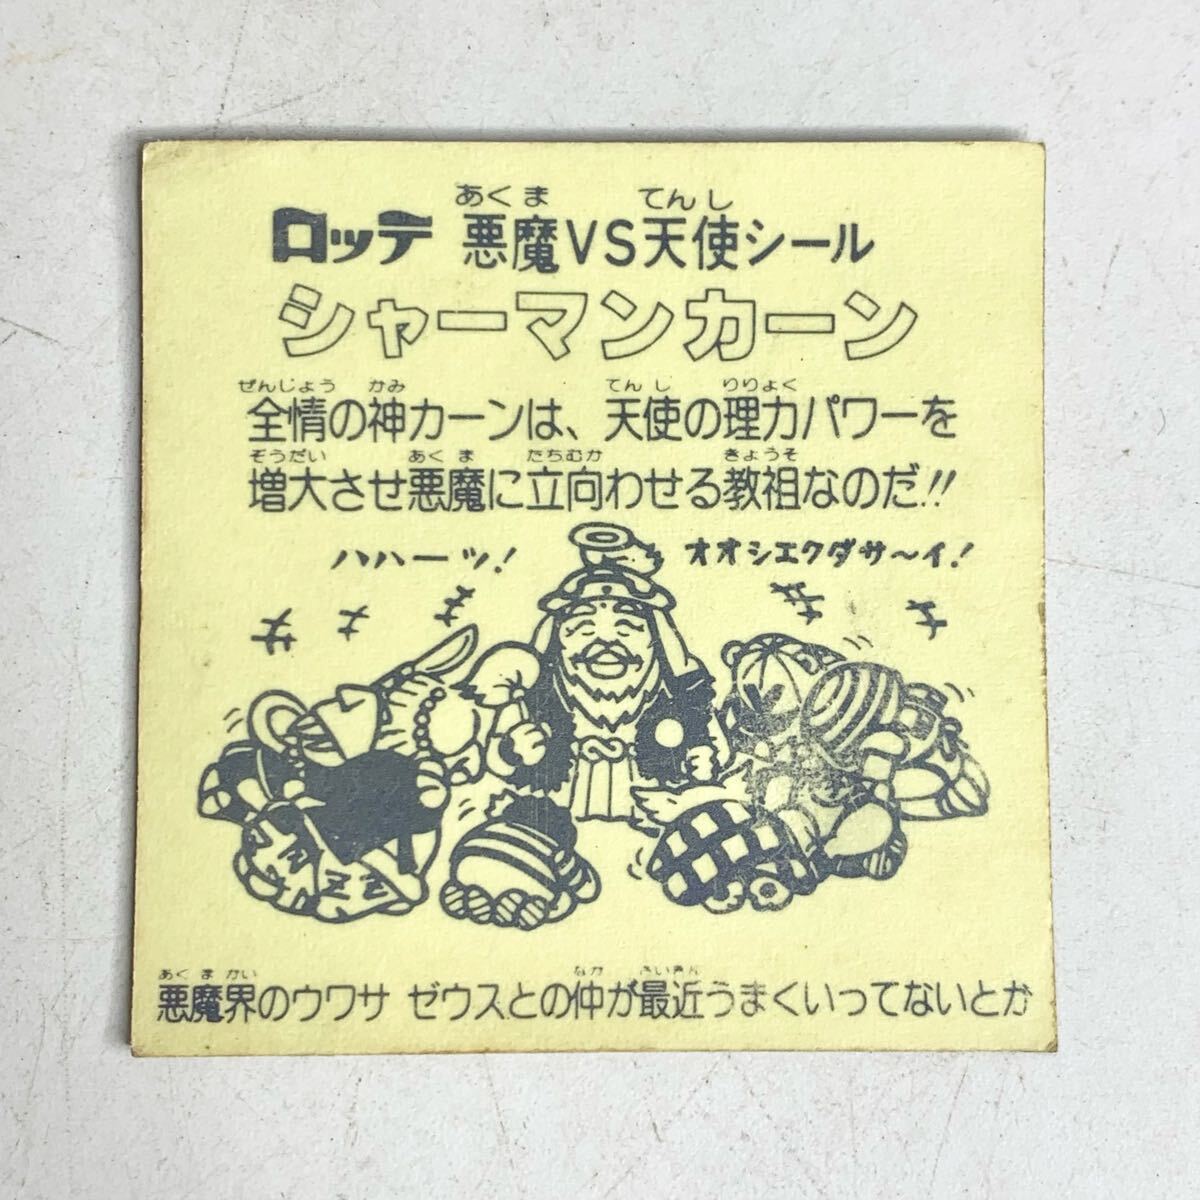 あくま てんし
ロッテ 悪魔VS天使シール
シャーマンカーン
ぜんじょう かみ てんし りりょく
全情の神カーンは、天使の理力パワーを
ぞうだい あくま たちむか きょうそ
増大させ悪魔に立向わせる教祖なのだ!!
ハハーッ! オオシエクダサ〜イ!
あくまかい なか さいきん
悪魔界のウワサ ゼウスとの仲が最近うまくいってないとか